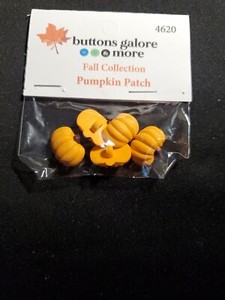 4620
buttons galore
more
Fall Collection
Pumpkin Patch